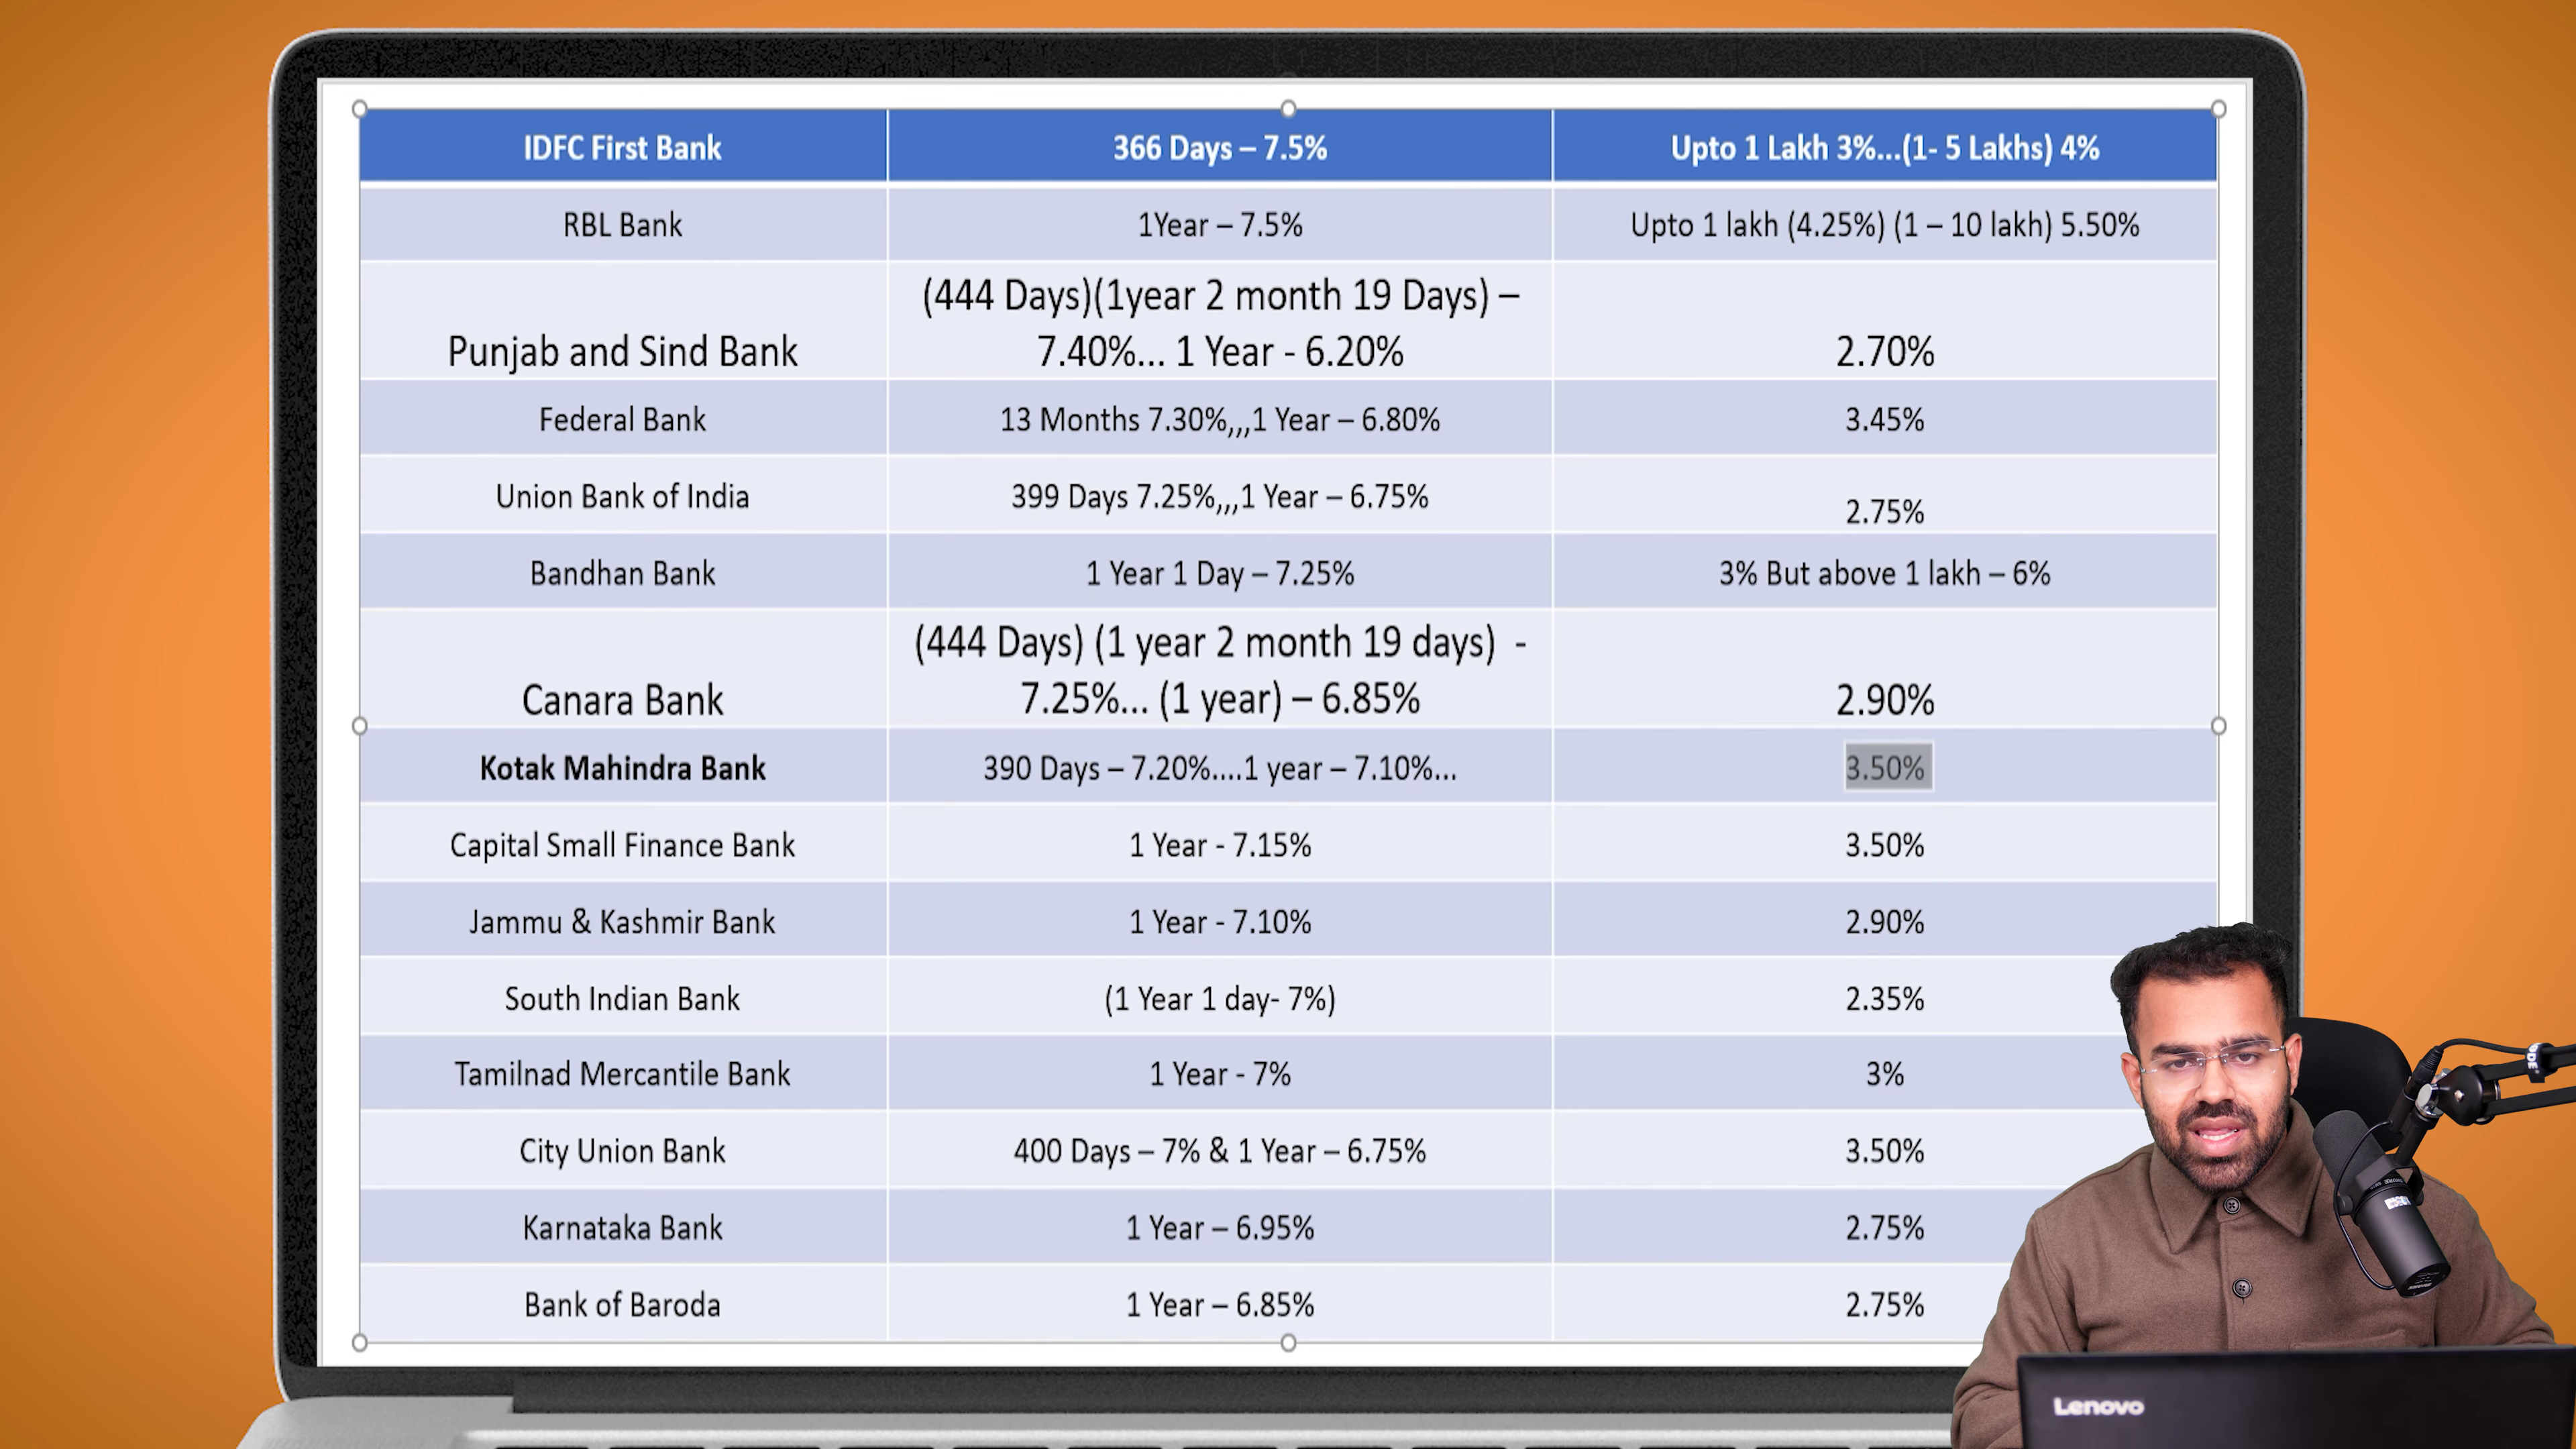 IDFC First Bank 366 Days – 7.5% Upto 1 Lakh 3%...(1- 5 Lakhs) 4%
RBL Bank 1Year – 7.5% Upto 1 lakh (4.25%) (1 – 10 lakh) 5.50%
(444 Days)(1year 2 month 19 Days) –
Punjab and Sind Bank 7.40%... 1 Year - 6.20% 2.70%
Federal Bank 13 Months 7.30%,,,1 Year – 6.80% 3.45%
Union Bank of India 399 Days 7.25%,,,1 Year – 6.75% 2.75%
Bandhan Bank 1 Year 1 Day – 7.25% 3% But above 1 lakh – 6%
(444 Days) (1 year 2 month 19 days) -
Canara Bank 7.25%... (1 year) – 6.85% 2.90%
Kotak Mahindra Bank 390 Days – 7.20%....1 year – 7.10%... 3.50%
Capital Small Finance Bank 1 Year - 7.15% 3.50%
Jammu & Kashmir Bank 1 Year - 7.10% 2.90%
South Indian Bank (1 Year 1 day- 7%) 2.35%
Tamilnad Mercantile Bank 1 Year - 7% 3%
City Union Bank 400 Days – 7% & 1 Year – 6.75% 3.50%
Karnataka Bank 1 Year – 6.95% 2.75%
Bank of Baroda 1 Year – 6.85% 2.75%
Lenovo